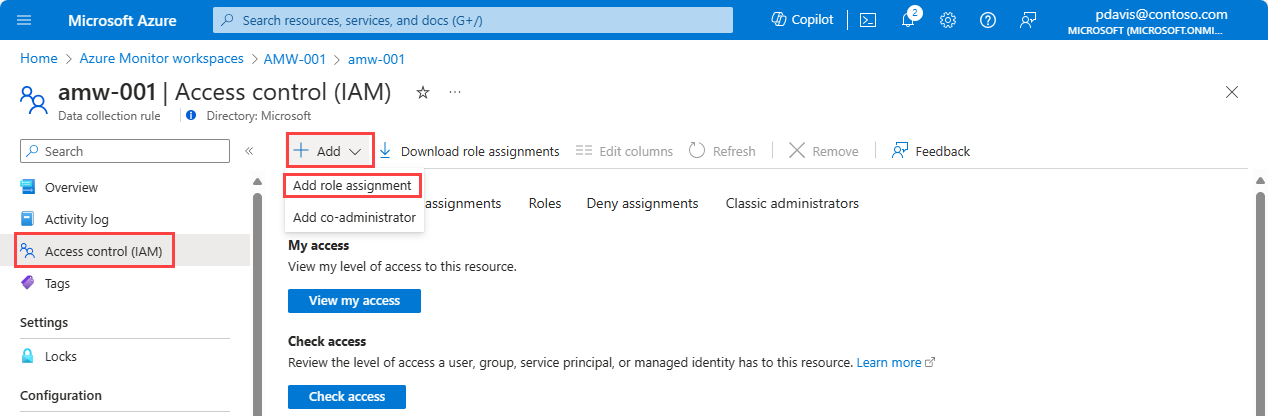 Microsoft Azure
Search resources, services, and docs (G+/)
Copilot
2
pdavis@contoso.com
MICROSOFT (MICROSOFT.ONMI...
Home > Azure Monitor workspaces > AMW-001 > amw-001
amw-001 | Access control (IAM)
Data collection rule
Directory: Microsoft
Search
Add
Download role assignments
Edit columns
Refresh
Remove
Feedback
Overview
Activity log
Access control (IAM)
Tags
Settings
Locks
Configuration
Add role assignment
Add co-administrator
assignments
Roles
Deny assignments
Classic administrators
My access
View my level of access to this resource.
View my access
Check access
Review the level of access a user, group, service principal, or managed identity has to this resource. Learn more
Check access